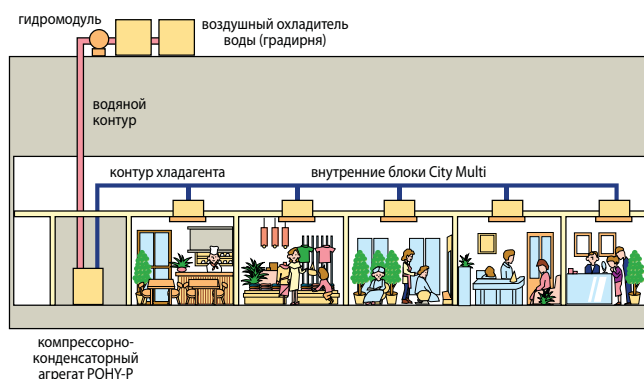 гидромодуль
воздушный охладитель
воды (градирня)
водяной
контур
контур хладагента
внутренние блоки City Multi
компрессорно-
конденсаторный
агрегат PQHY-P